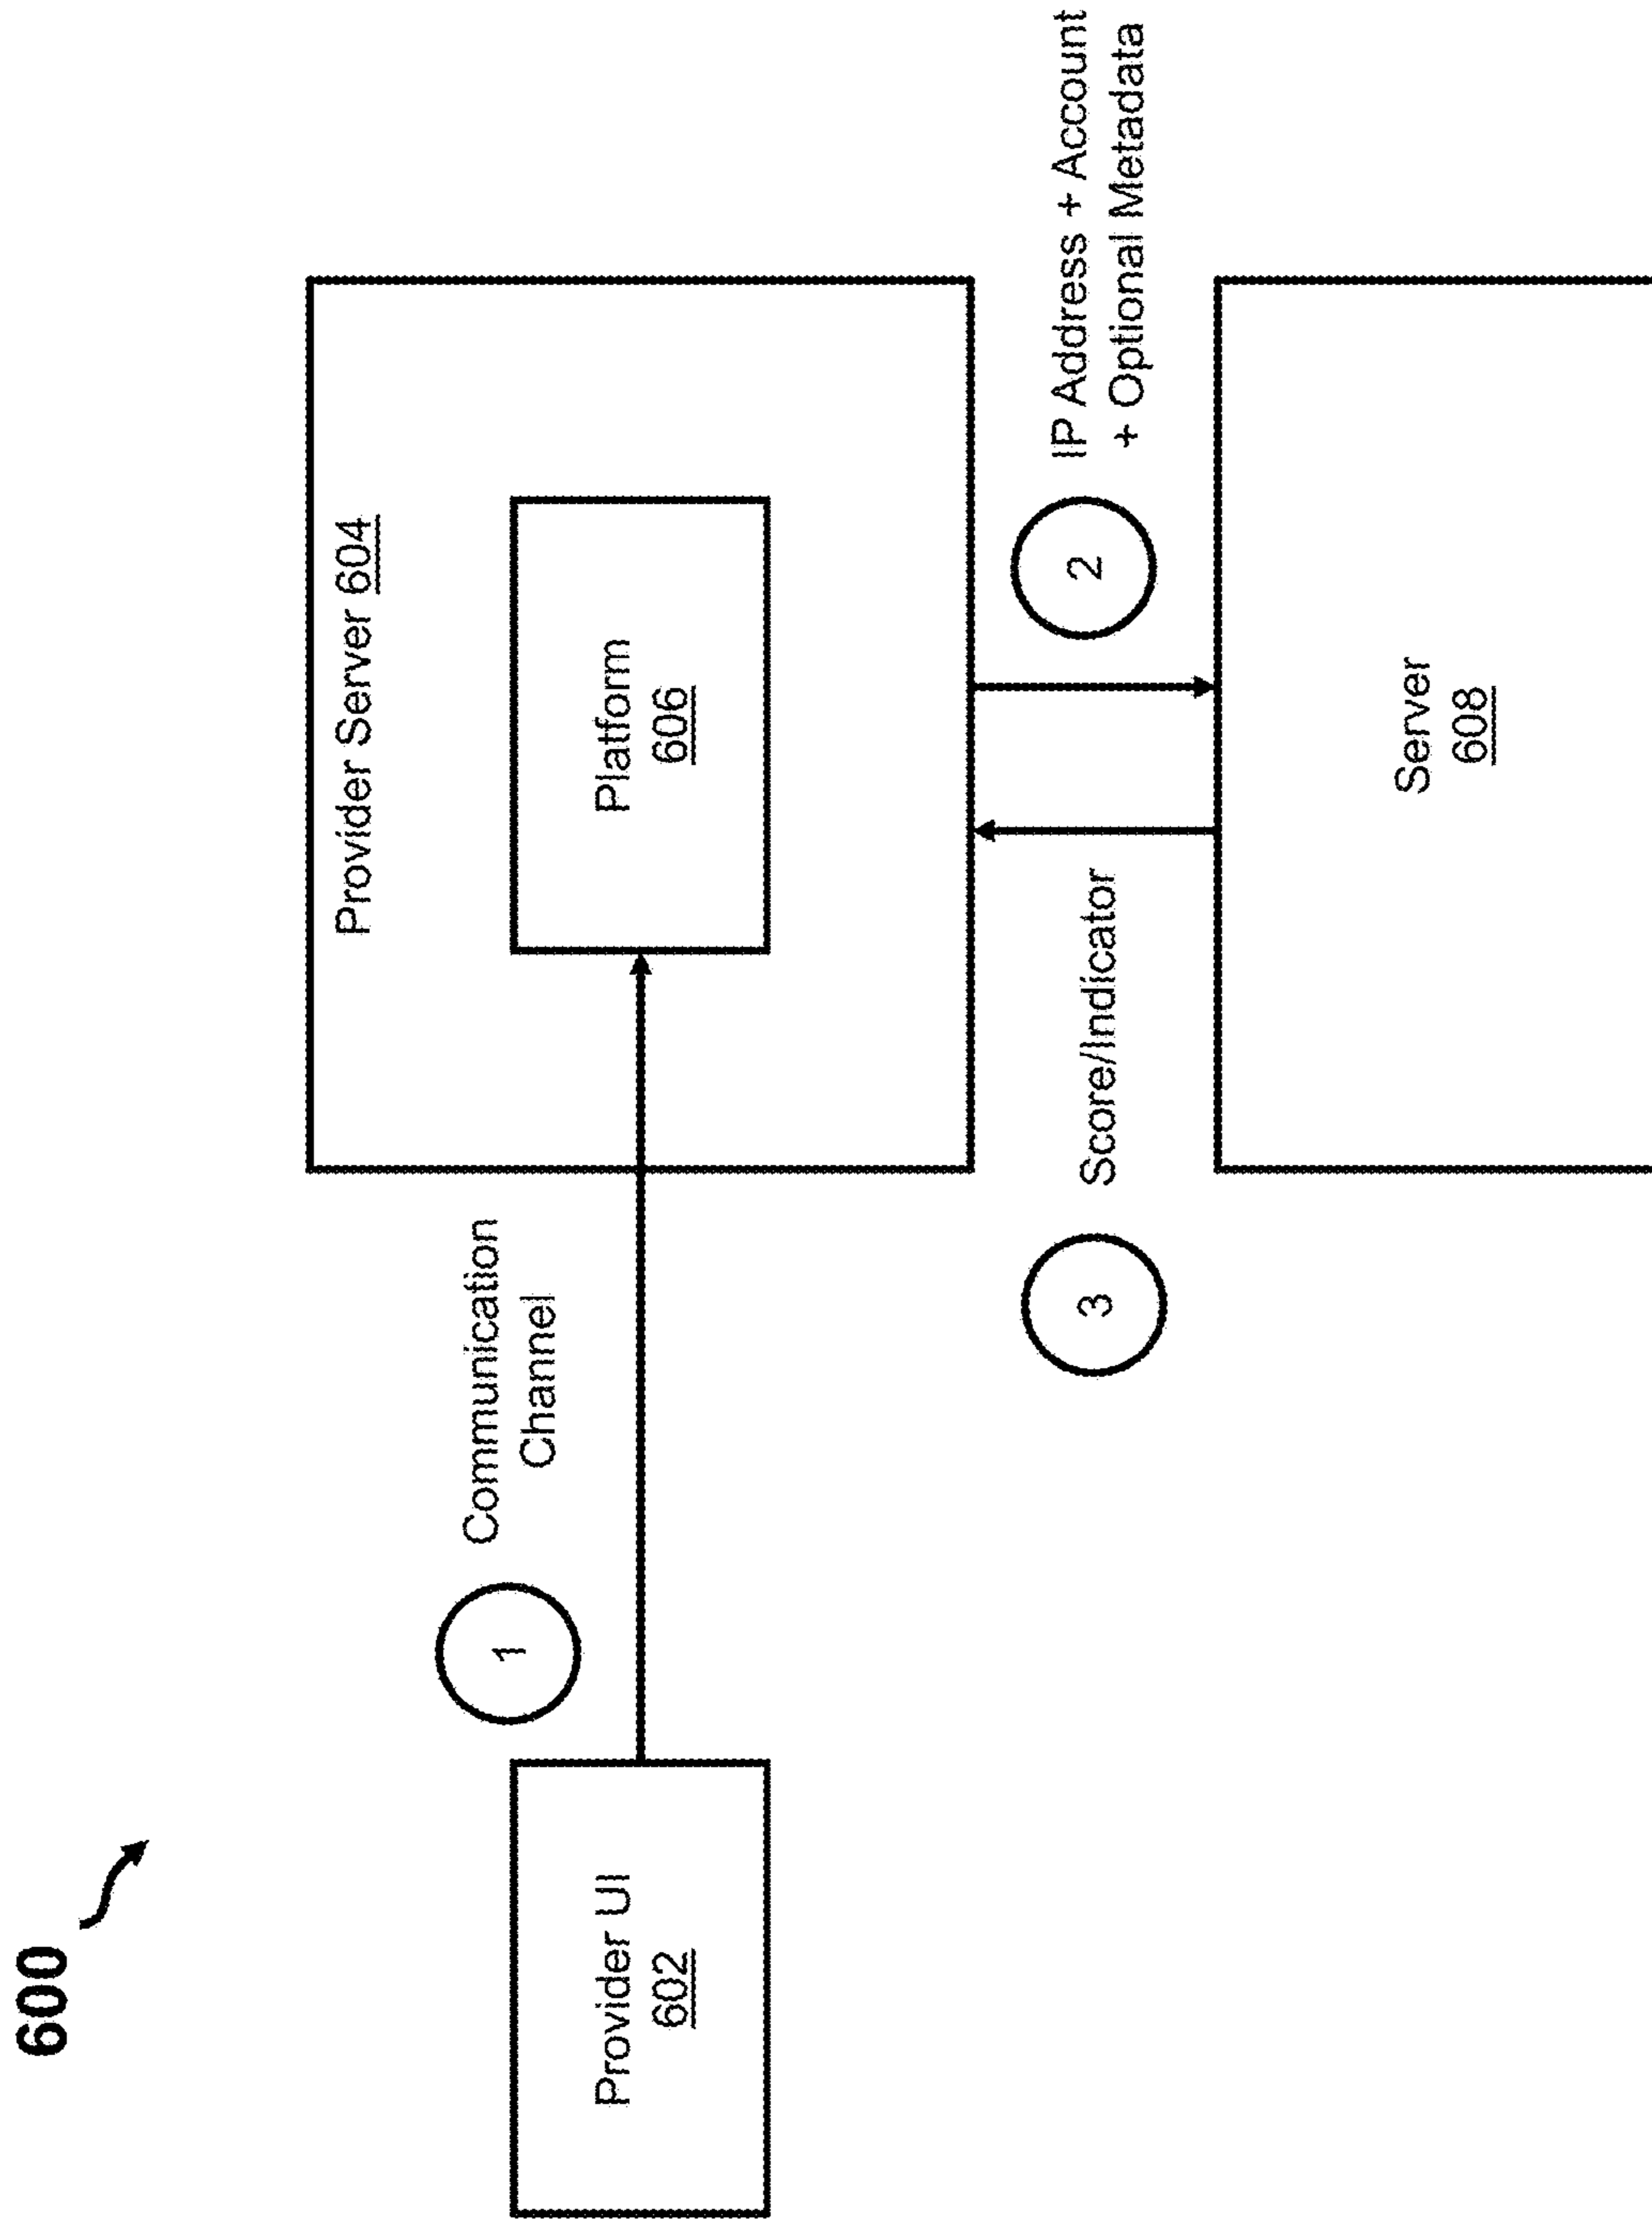 600
Provider UI
602
1
Communication
Channel
Provider Server 604
Platform
606
3
Score/Indicator
2
IP Address + Account
+ Optional Metadata
Server
608